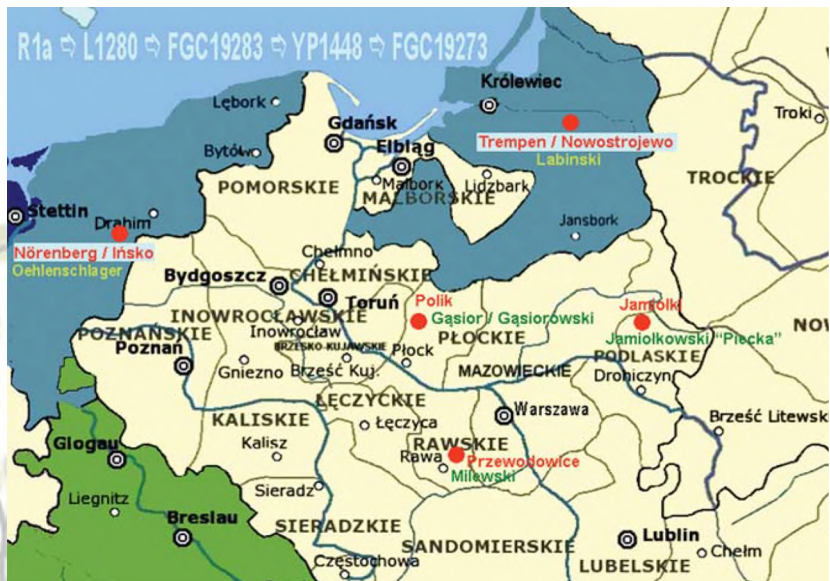 R1a ⇨ L1280 ⇨ FGC19283 ⇨ YP1448 ⇨ FGC19273
Królewiec
Lębork
Gdańsk
Troki
Trempen / Nowostrojewo
Labinski
Bytów
Elbląg
Malbork
Lidzbark
POMORSKIE
MALBORSKIE
TROCKIE
Stettin
Drahim
Jansbork
Nörenberg / Ińsko
Oehlenschlager
Chełmno
Bydgoszcz
CHEŁMIŃSKIE
Toruń
Polik
Jamiołki
INOWROCŁAWSKIE
Gąsior / Gąsiorowski
NOW
POZNAŃSKIE
Inowrocław
PŁOCKIE
Jamiolkowski "Piecka"
BRZESKO-KUJAWSKIE
PODLASKIE
Poznań
Gniezno
Brześć Kuj.
Płock
MAZOWIECKIE
Drohiczyn
ŁĘCZYCKIE
Warszawa
KALISKIE
Łęczyca
Brześć Litewsk
Glogau
Kalisz
RAWSKIE
Rawa
Przewodowice
Milewski
Liegnitz
Sieradz
Breslau
SIERADZKIE
Lublin
SANDOMIERSKIE
Chełm
Częstochowa
LUBELSKIE